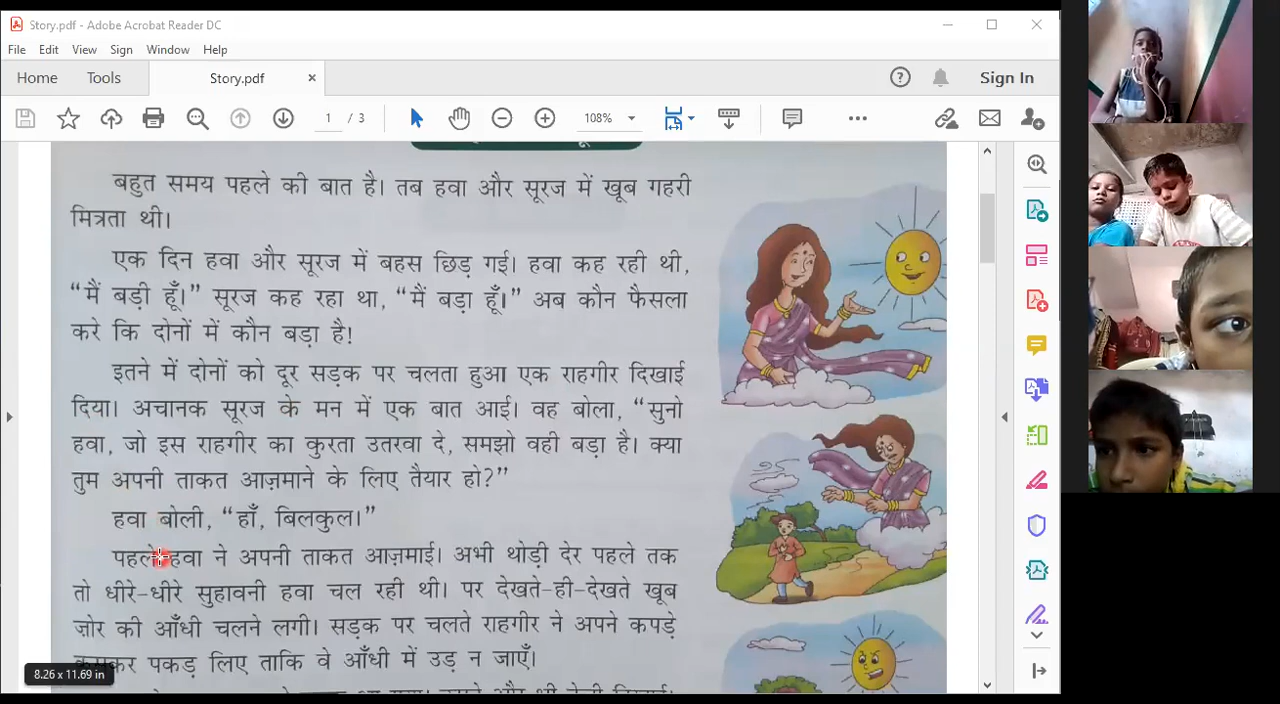 Story.pdf - Adobe Acrobat Reader DC
File Edit View Sign Window Help
Home Tools Story.pdf × Sign In
1 / 3 108%
बहुत समय पहले की बात है। तब हवा और सूरज में खूब गहरी
मित्रता थी।
एक दिन हवा और सूरज में बहस छिड़ गई। हवा कह रही थी,
“मैं बड़ी हूँ।” सूरज कह रहा था, “मैं बड़ा हूँ।” अब कौन फैसला
करे कि दोनों में कौन बड़ा है!
इतने में दोनों को दूर सड़क पर चलता हुआ एक राहगीर दिखाई
दिया। अचानक सूरज के मन में एक बात आई। वह बोला, “सुनो
हवा, जो इस राहगीर का कुरता उतरवा दे, समझो वही बड़ा है। क्या
तुम अपनी ताकत आज़माने के लिए तैयार हो?”
हवा बोली, “हाँ, बिलकुल।”
पहले हवा ने अपनी ताकत आज़माई। अभी थोड़ी देर पहले तक
तो धीरे-धीरे सुहावनी हवा चल रही थी। पर देखते-ही-देखते खूब
ज़ोर की आँधी चलने लगी। सड़क पर चलते राहगीर ने अपने कपड़े
कसकर पकड़ लिए ताकि वे आँधी में उड़ न जाएँ।
8.26 x 11.69 in